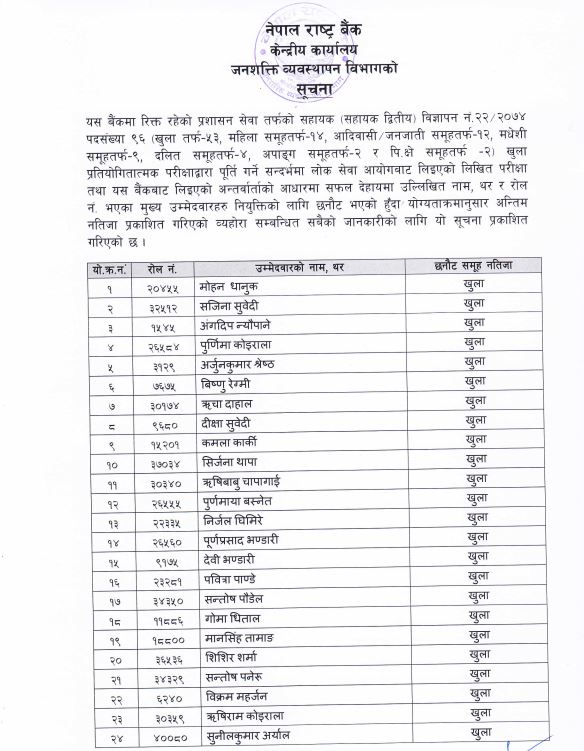 नेपाल राष्ट्र बैंक
केन्द्रीय कार्यालय
जनशक्ति व्यवस्थापन विभागको
सूचना
यस बैंकमा रिक्त रहेको प्रशासन सेवा तर्फको सहायक (सहायक द्वितीय) विज्ञापन नं.२२/२०७४
पदसंख्या ९६ (खुला तर्फ-५३, महिला समूहतर्फ-१४, आदिवासी/जनजाती समूहतर्फ-१२, मधेशी
समूहतर्फ-९, दलित समूहतर्फ-४, अपाङ्ग समूहतर्फ-२ र पि.क्षे समूहतर्फ -२) खुला
प्रतियोगितात्मक परीक्षाद्वारा पूर्ति गर्ने सन्दर्भमा लोक सेवा आयोगबाट लिइएको लिखित परीक्षा
तथा यस बैंकबाट लिइएको अन्तर्वार्ताको आधारमा सफल देहायमा उल्लिखित नाम, थर र रोल
नं. भएका मुख्य उम्मेदवारहरु नियुक्तिको लागि छनौट भएको हुँदा योग्यताक्रमानुसार अन्तिम
नतिजा प्रकाशित गरिएको व्यहोरा सम्बन्धित सबैको जानकारीको लागि यो सूचना प्रकाशित
गरिएको छ ।
यो.क्र.नं. रोल नं. उम्मेदवारको नाम, थर छनौट समूह नतिजा
१ २०४५५ मोहन धानुक खुला
२ ३२५१२ सजिना सुवेदी खुला
३ १५४५ अंगदिप न्यौपाने खुला
४ २६५८४ पुर्णिमा कोइराला खुला
५ ३१२९ अर्जुनकुमार श्रेष्ठ खुला
६ ७६७५ बिष्णु रेग्मी खुला
७ ३०१७४ ऋचा दाहाल खुला
८ ९६८० दीक्षा सुवेदी खुला
९ १५२०१ कमला कार्की खुला
१० ३७०३४ सिर्जना थापा खुला
११ ३०३४० ऋषिबाबु चापागाई खुला
१२ २६५५५ पुर्णमाया बस्नेत खुला
१३ २२३३५ निर्जल घिमिरे खुला
१४ २६५६० पूर्णप्रसाद भण्डारी खुला
१५ ९१७५ देवी भण्डारी खुला
१६ २३२८१ पवित्रा पाण्डे खुला
१७ ३४३५० सन्तोष पौडेल खुला
१८ ११८८६ गोमा धिताल खुला
१९ १८८०० मानसिंह तामाङ खुला
२० ३६५३६ शिशिर शर्मा खुला
२१ ३४३२९ सन्तोष पनेरू खुला
२२ ६२४० विक्रम महर्जन खुला
२३ ३०३५९ ऋषिराम कोइराला खुला
२४ ४००८० सुनीलकुमार अर्याल खुला